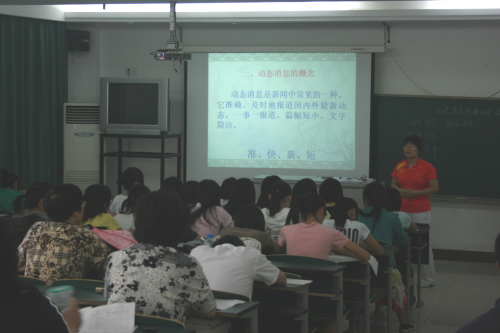 一、动态消息的概念
动态消息是新闻中常见的一种，
它准确、及时地报道国内外最新动
态。一事一报道，篇幅短小，文字
简洁。
准、快、新、短